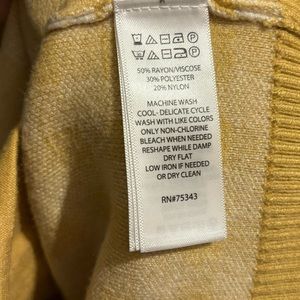 50% RAYON/VISCOSE
30% POLYESTER
20% NYLON
MACHINE WASH
COOL- DELICATE CYCLE
WASH WITH LIKE COLORS
ONLY NON-CHLORINE
BLEACH WHEN NEEDED
RESHAPE WHILE DAMP
DRY FLAT
LOW IRON IF NEEDED
OR DRY CLEAN
RN#75343